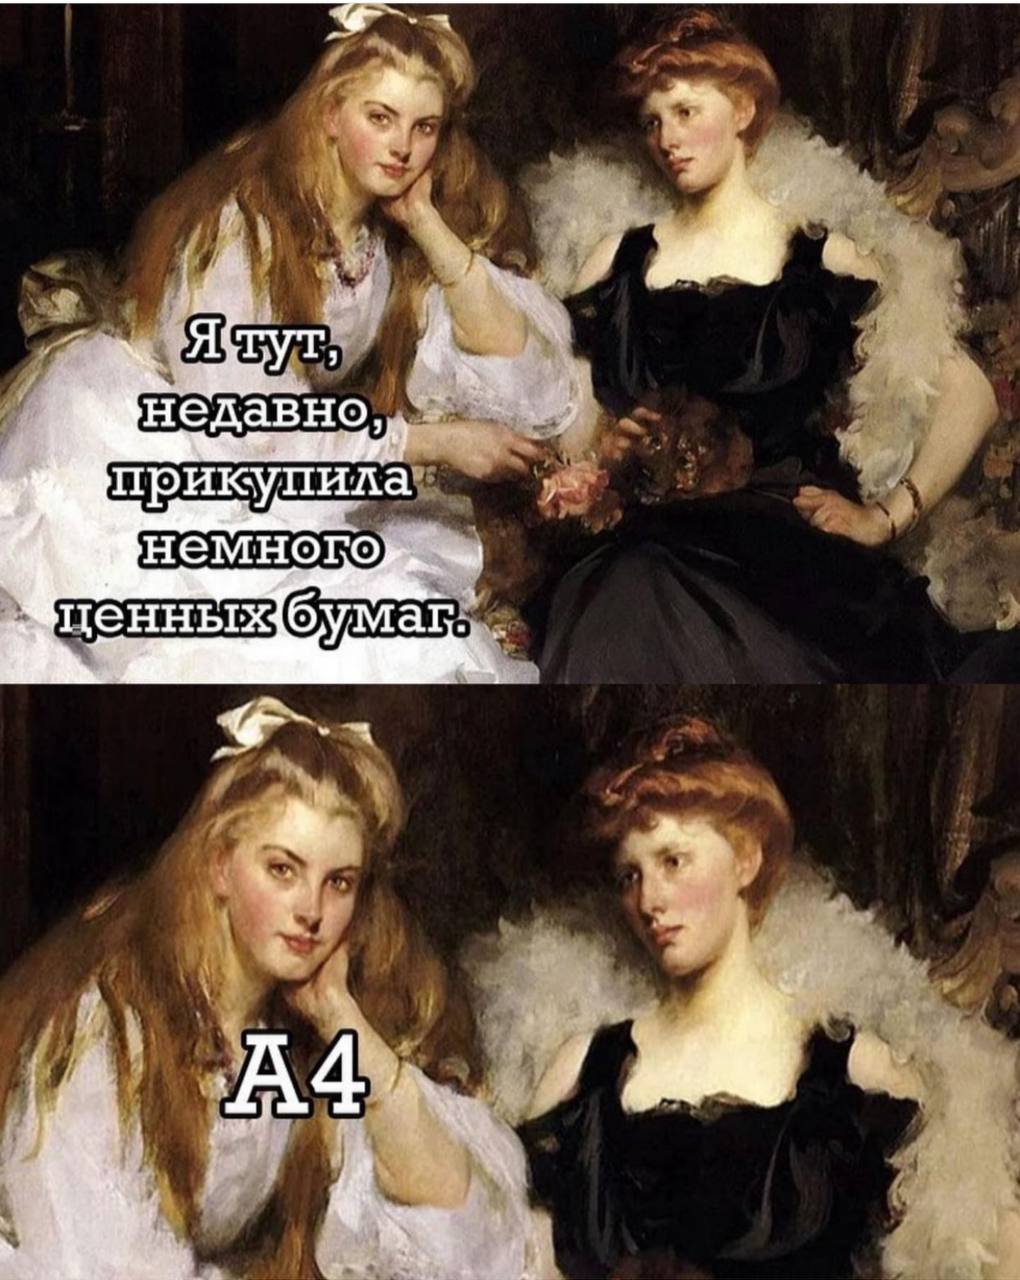 Я тут,
недавно,
прикупила
немного
ценных бумаг.
А4